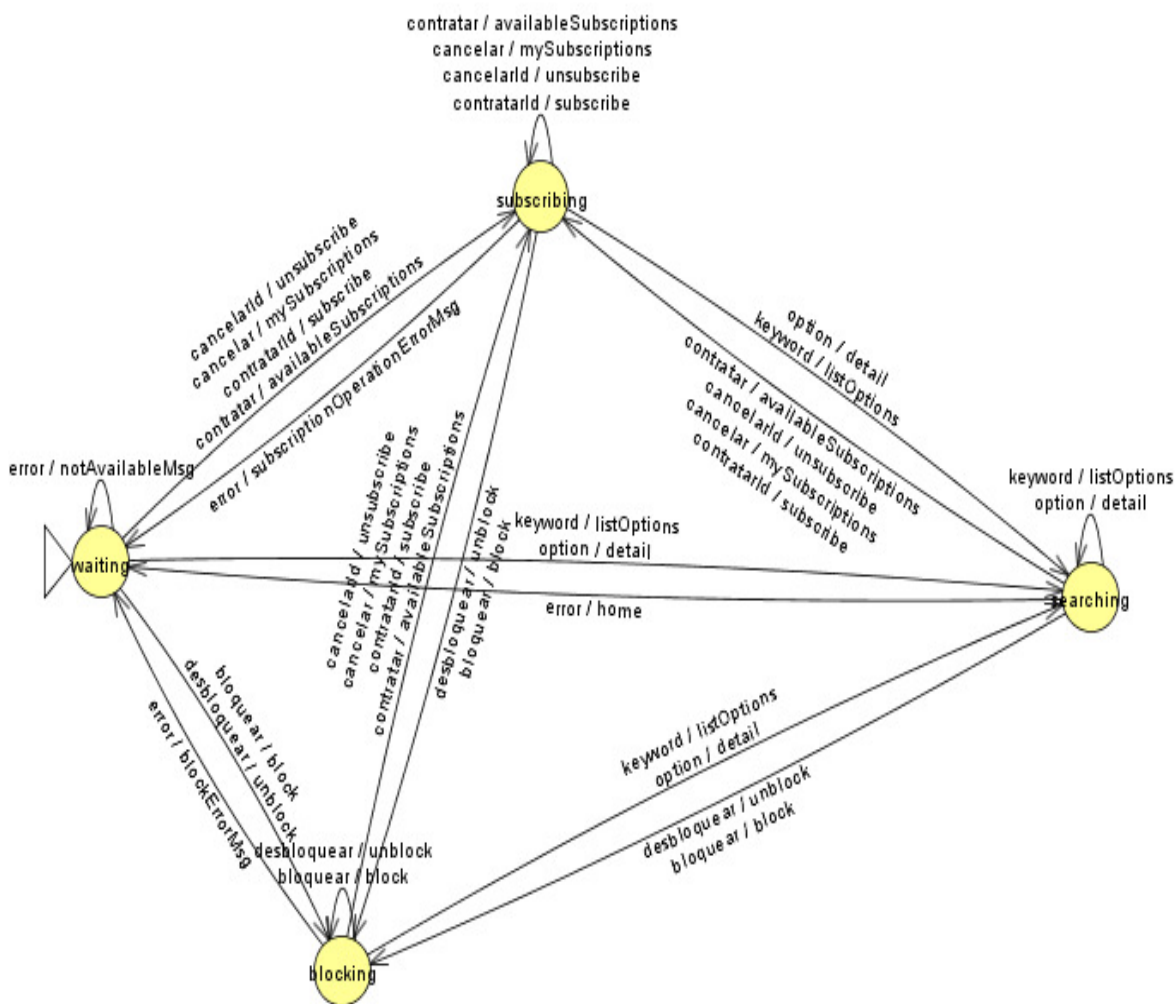 contratar / availableSubscriptions
cancelar / mySubscriptions
cancelarId / unsubscribe
contratarId / subscribe
subscribing
cancelarId / unsubscribe
cancelar / mySubscriptions
contratarId / subscribe
contratar / availableSubscriptions
error / subscriptionOperationErrorMsg
option / detail
keyword / listOptions
contratar / availableSubscriptions
cancelarId / unsubscribe
cancelar / mySubscriptions
contratarId / subscribe
error / notAvailableMsg
waiting
cancelarId / unsubscribe
cancelar / mySubscriptions
contratarId / subscribe
contratar / availableSubscriptions
desbloquear / unblock
bloquear / block
keyword / listOptions
option / detail
error / home
keyword / listOptions
option / detail
searching
bloquear / block
desbloquear / unblock
error / blockErrorMsg
keyword / listOptions
option / detail
desbloquear / unblock
bloquear / block
desbloquear / unblock
bloquear / block
blocking